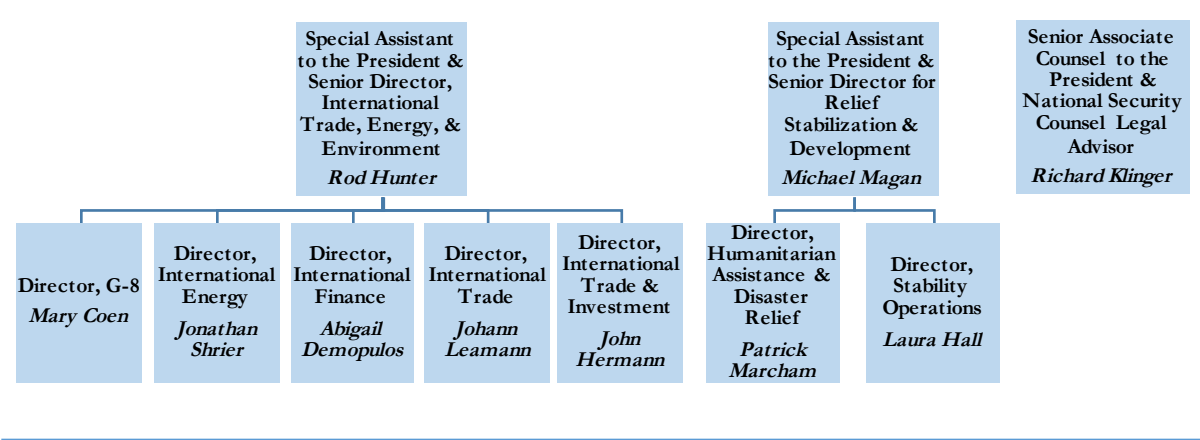 Special Assistant
to the President &
Senior Director,
International
Trade, Energy, &
Environment
Rod Hunter
Special Assistant
to the President &
Senior Director for
Relief
Stabilization &
Development
Michael Magan
Senior Associate
Counsel to the
President &
National Security
Counsel Legal
Advisor
Richard Klinger
Director, G-8
Mary Coen
Director,
International
Energy
Jonathan
Shrier
Director,
International
Finance
Abigail
Demopulos
Director,
International
Trade
Johann
Leamann
Director,
International
Trade &
Investment
John
Hermann
Director,
Humanitarian
Assistance &
Disaster
Relief
Patrick
Marcham
Director,
Stability
Operations
Laura Hall